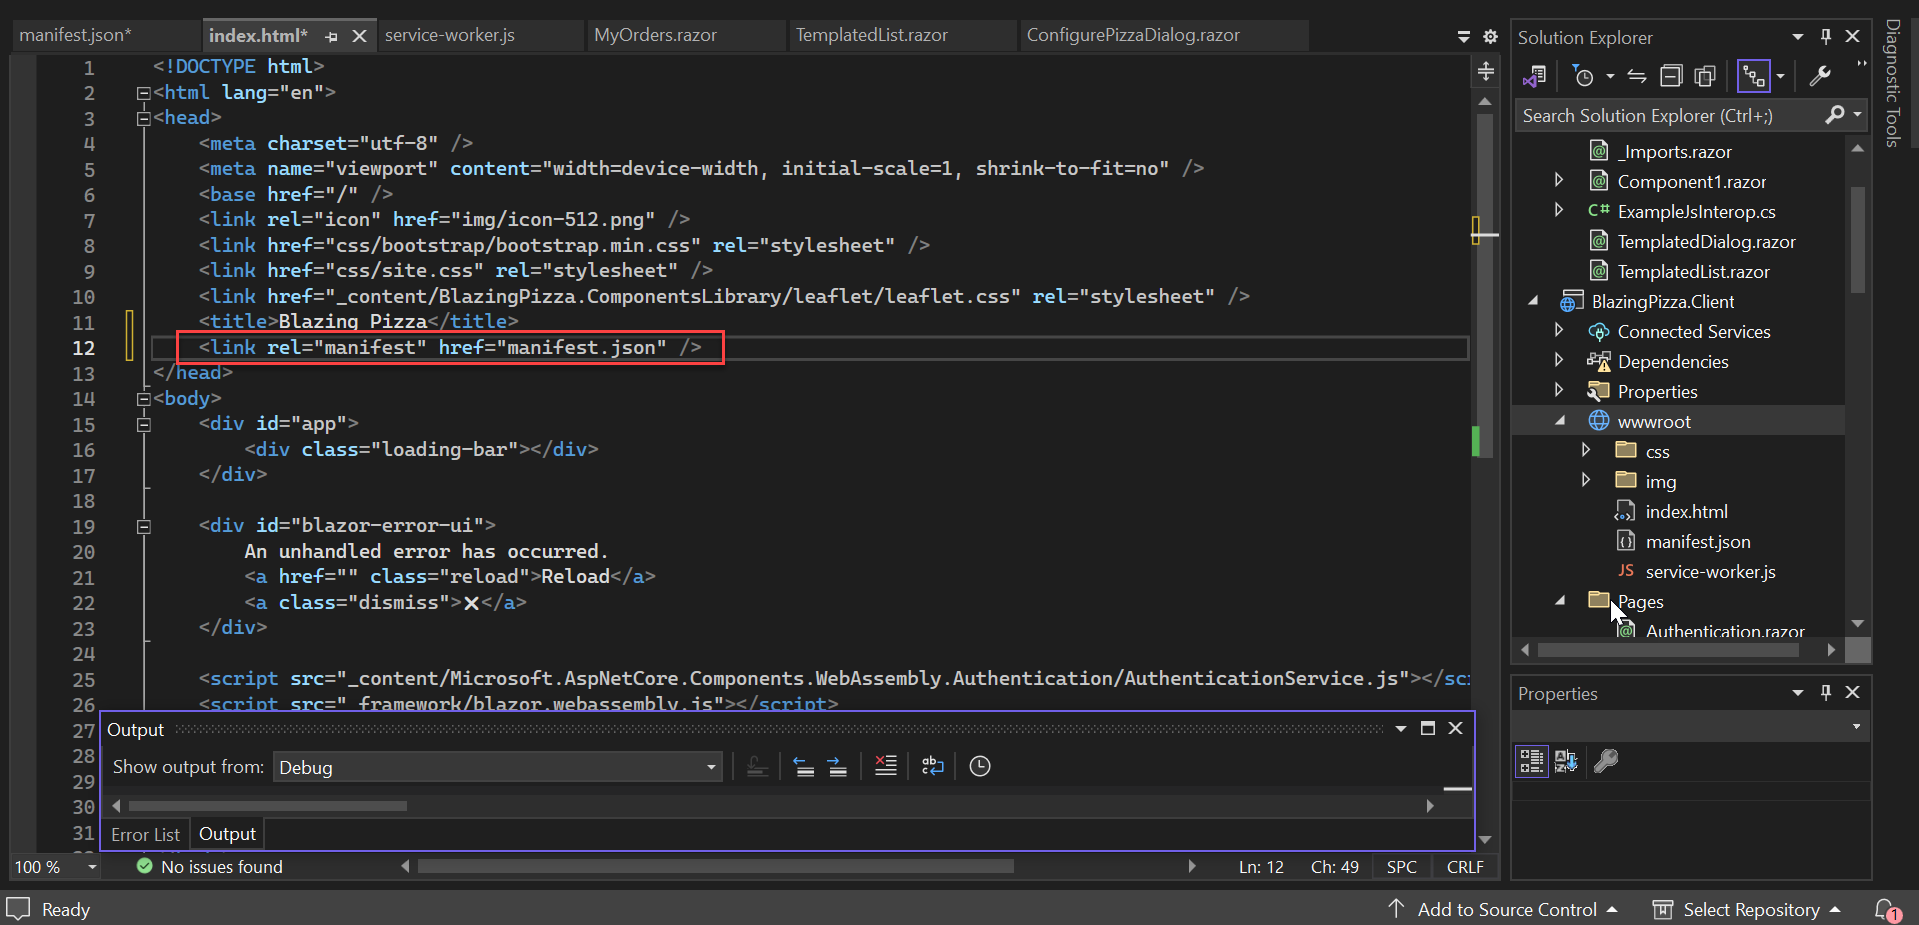 manifest.json*
index.html*
service-worker.js
MyOrders.razor
TemplatedList.razor
ConfigurePizzaDialog.razor
1 <!DOCTYPE html>
2 <html lang="en">
3 <head>
4 <meta charset="utf-8" />
5 <meta name="viewport" content="width=device-width, initial-scale=1, shrink-to-fit=no" />
6 <base href="/" />
7 <link rel="icon" href="img/icon-512.png" />
8 <link href="css/bootstrap/bootstrap.min.css" rel="stylesheet" />
9 <link href="css/site.css" rel="stylesheet" />
10 <link href="_content/BlazingPizza.ComponentsLibrary/leaflet/leaflet.css" rel="stylesheet" />
11 <title>Blazing Pizza</title>
12 <link rel="manifest" href="manifest.json" />
13 </head>
14 <body>
15 <div id="app">
16 <div class="loading-bar"></div>
17 </div>
18
19 <div id="blazor-error-ui">
20 An unhandled error has occurred.
21 <a href="" class="reload">Reload</a>
22 <a class="dismiss">🗙</a>
23 </div>
24
25 <script src="_content/Microsoft.AspNetCore.Components.WebAssembly.Authentication/AuthenticationService.js"></sc
26 <script src="_framework/blazor.webassembly.js"></script>
27
28
29
30
31
Output
Show output from: Debug
Error List
Output
100 %
No issues found
Ln: 12
Ch: 49
SPC
CRLF
Ready
Add to Source Control
Select Repository
1
Solution Explorer
Search Solution Explorer (Ctrl+;)
_Imports.razor
Component1.razor
C# ExampleJsInterop.cs
TemplatedDialog.razor
TemplatedList.razor
BlazingPizza.Client
Connected Services
Dependencies
Properties
wwwroot
css
img
index.html
manifest.json
JS service-worker.js
Pages
Authentication.razor
Properties
Diagnostic Tools